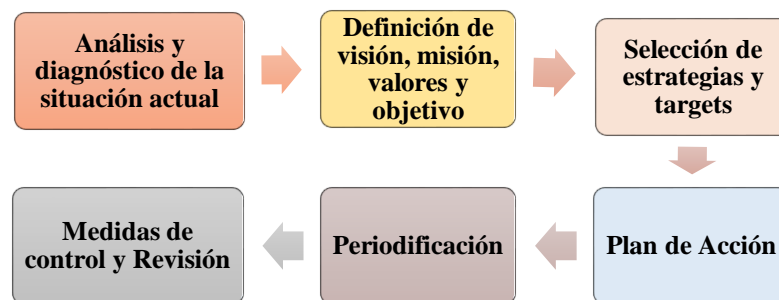 Análisis y
diagnóstico de la
situación actual
Definición de
visión, misión,
valores y
objetivo
Selección de
estrategias y
targets
Plan de Acción
Periodificación
Medidas de
control y Revisión